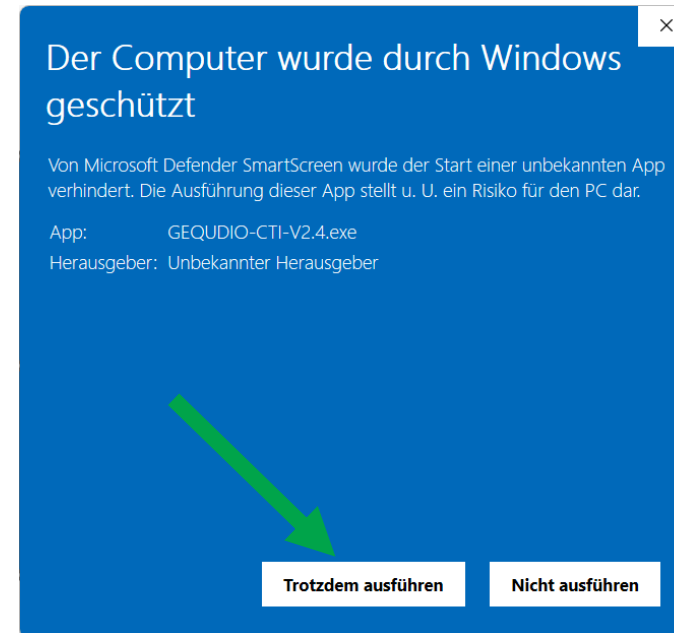 Der Computer wurde durch Windows
geschützt
Von Microsoft Defender SmartScreen wurde der Start einer unbekannten App
verhindert. Die Ausführung dieser App stellt u. U. ein Risiko für den PC dar.
App: GEQUDIO-CTI-V2.4.exe
Herausgeber: Unbekannter Herausgeber
Trotzdem ausführen Nicht ausführen